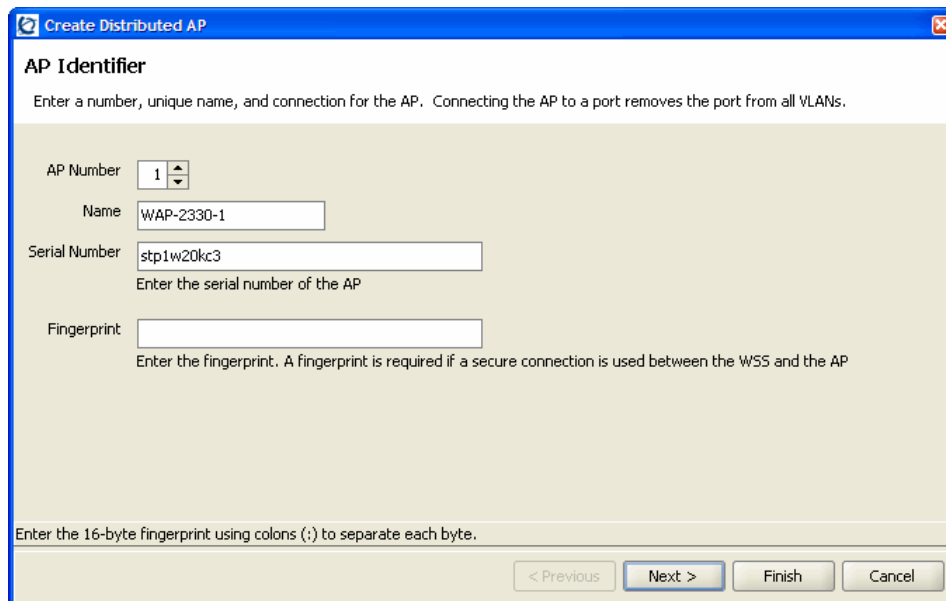 Create Distributed AP
AP Identifier
Enter a number, unique name, and connection for the AP. Connecting the AP to a port removes the port from all VLANs.
AP Number 1
Name WAP-2330-1
Serial Number stp1w20kc3
Enter the serial number of the AP
Fingerprint
Enter the fingerprint. A fingerprint is required if a secure connection is used between the WSS and the AP
Enter the 16-byte fingerprint using colons (:) to separate each byte.
< Previous Next > Finish Cancel